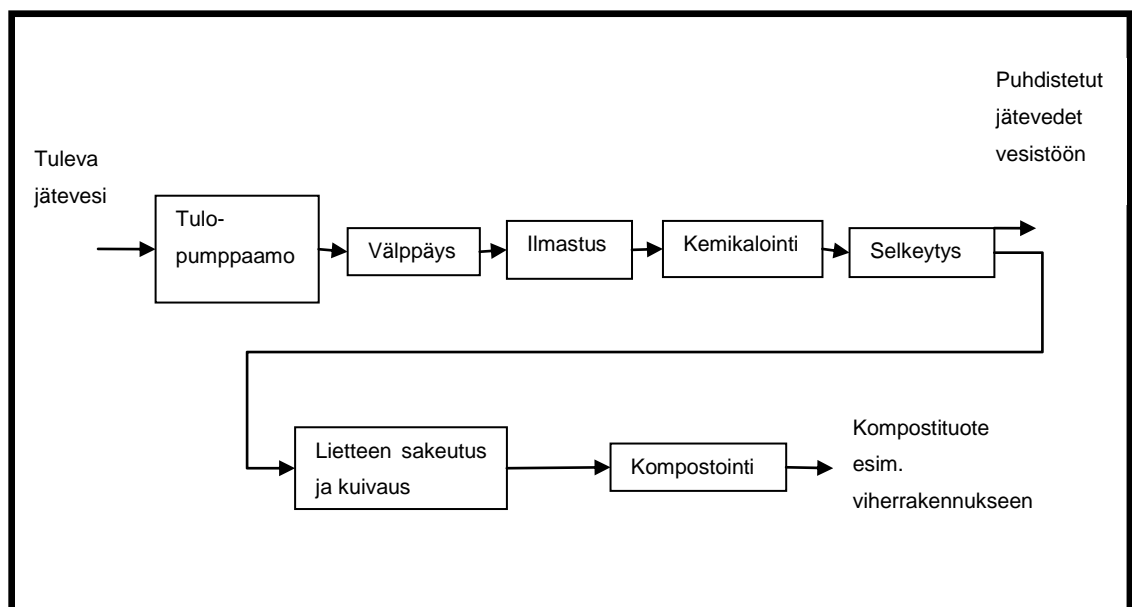 Tuleva
jätevesi
Tulo-
pumppaamo
Välppäys
Ilmastus
Kemikalointi
Selkeytys
Puhdistetut
jätevedet
vesistöön
Lietteen sakeutus
ja kuivaus
Kompostointi
Kompostituote
esim.
viherrakennukseen